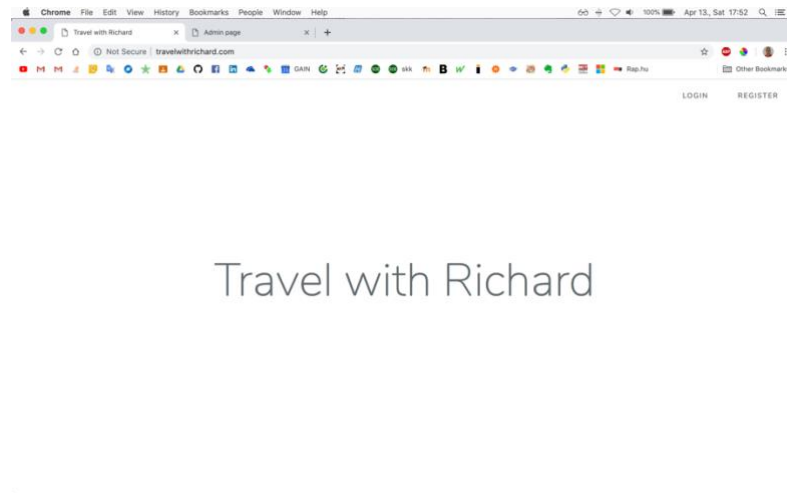 Chrome File Edit View History Bookmarks People Window Help 100% Apr 13., Sat 17:52
Travel with Richard Admin page
Not Secure travelwithrichard.com
GAIN skk B W Rap.hu Other Bookmark
LOGIN REGISTER
Travel with Richard